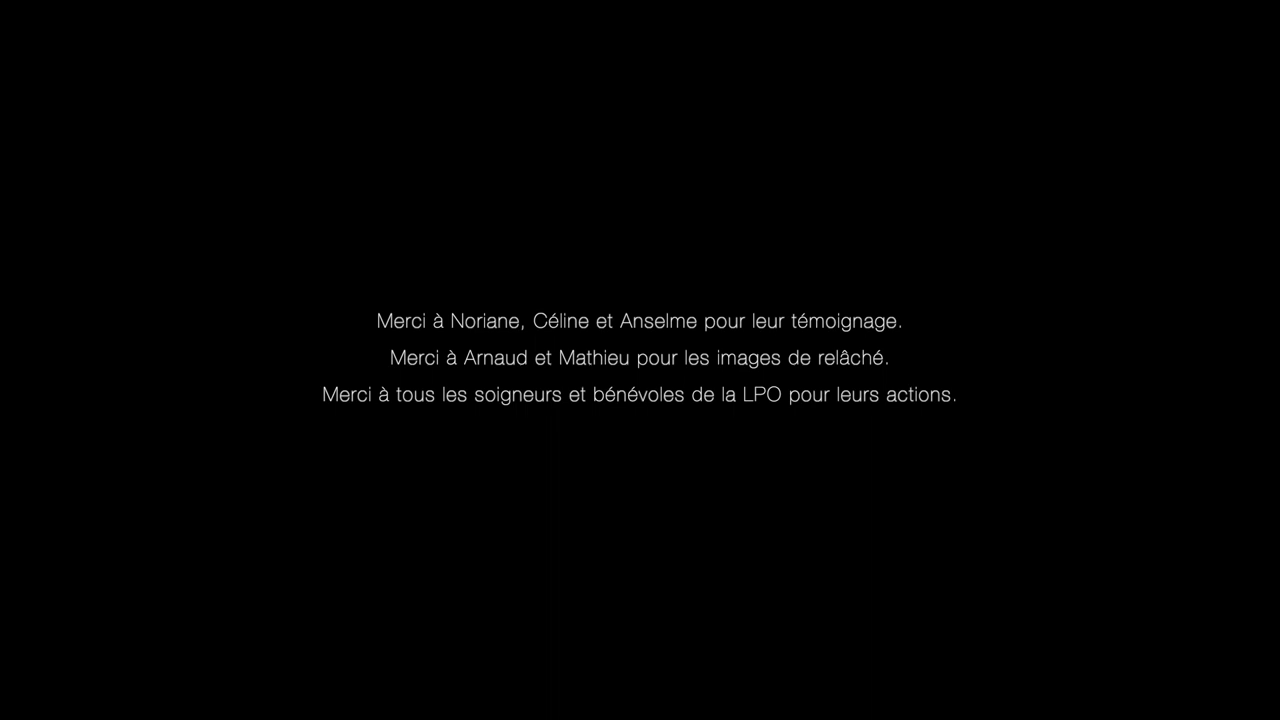 Merci à Noriane, Céline et Anselme pour leur témoignage.
Merci à Arnaud et Mathieu pour les images de relâché.
Merci à tous les soigneurs et bénévoles de la LPO pour leurs actions.